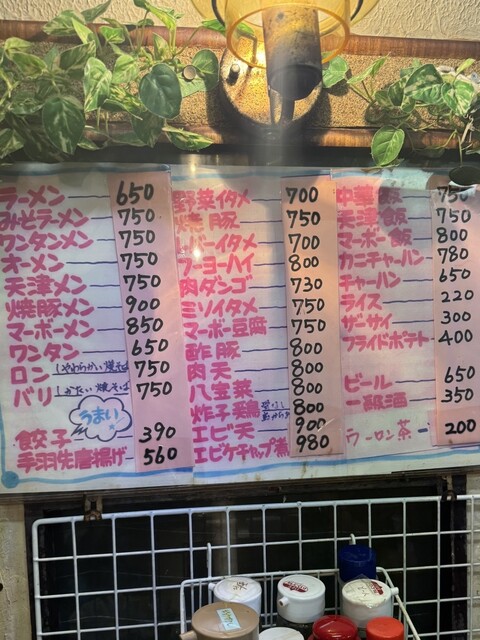 ラーメン 650
みそラーメン 750
ワンタンメン 750
オーメン 750
天津メン 750
焼豚メン 900
マーボーメン 850
ワンタン 650
ロン (やわらかい焼そば 750
バリ (かたい焼そば 750
うまい
餃子 390
手羽先唐揚げ 560
野菜イタメ 700
焼豚 750
レバーイタメ 700
フーヨーハイ 800
肉ダンゴ 730
ミソイタメ 750
マーボー豆腐 750
酢豚 800
肉天 800
八宝菜 800
炸子鶏 800
エビ天 900
エビケチャップ煮 980
中華飯 750
天津飯 750
マーボー飯 800
カニチャーハン 780
チャーハン 650
ライス 220
ザーサイ 300
フライドポテト 400
ビール 650
一級酒 350
ウーロン茶 200